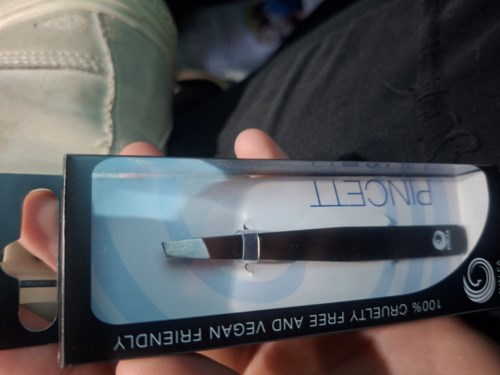 100% CRUELTY FREE AND VEGAN FRIENDLY
PINCETT